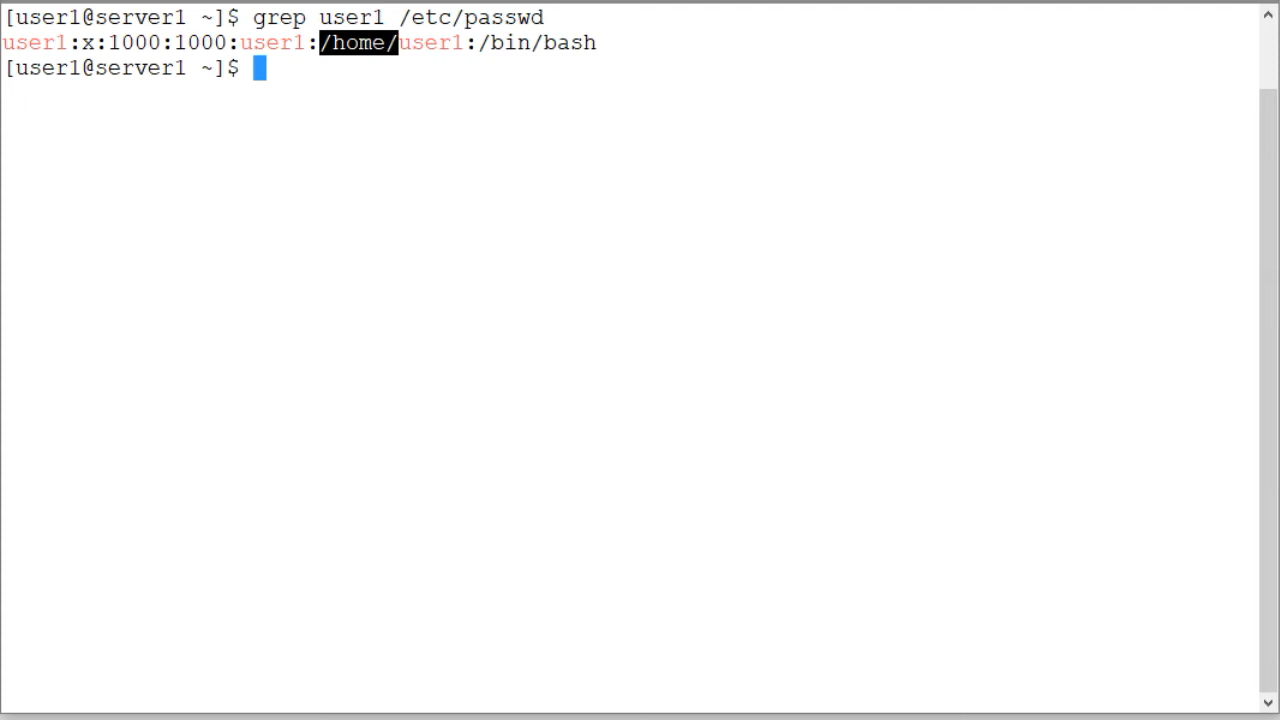 [user1@server1 ~]$ grep user1 /etc/passwd
user1:x:1000:1000:user1:/home/user1:/bin/bash
[user1@server1 ~]$